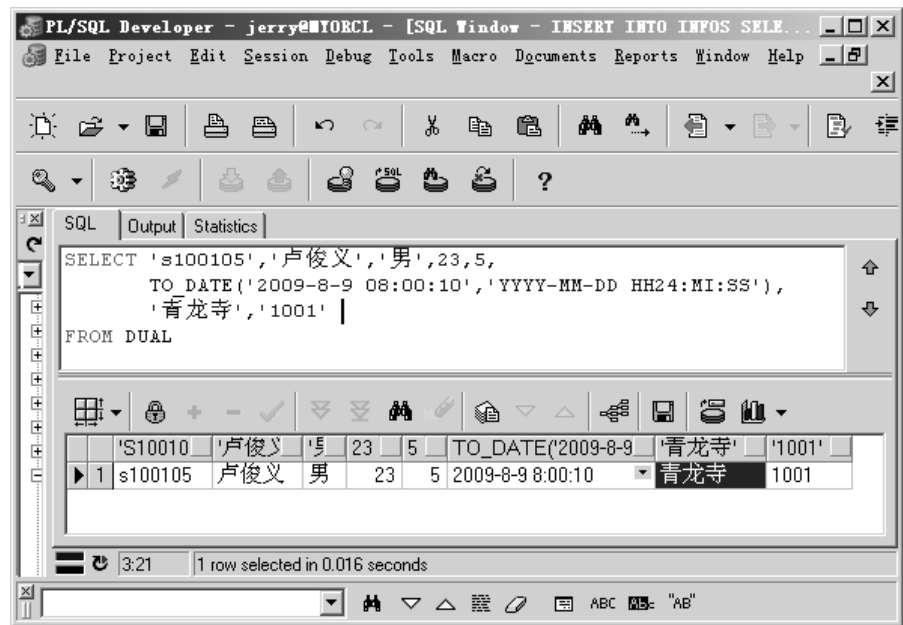 PL/SQL Developer - jerry@MYORCL - [SQL Window - INSERT INTO INFOS SELE...
File Project Edit Session Debug Tools Macro Documents Reports Window Help
SQL Output Statistics
SELECT 's100105','卢俊义','男',23,5,
TO_DATE('2009-8-9 08:00:10','YYYY-MM-DD HH24:MI:SS'),
'青龙寺','1001'
FROM DUAL
'S10010 '卢俊义 '男 23 5 TO_DATE('2009-8-9 '青龙寺' '1001'
1 s100105 卢俊义 男 23 5 2009-8-9 8:00:10 青龙寺 1001
3:21 1 row selected in 0.016 seconds
ABC "AB"